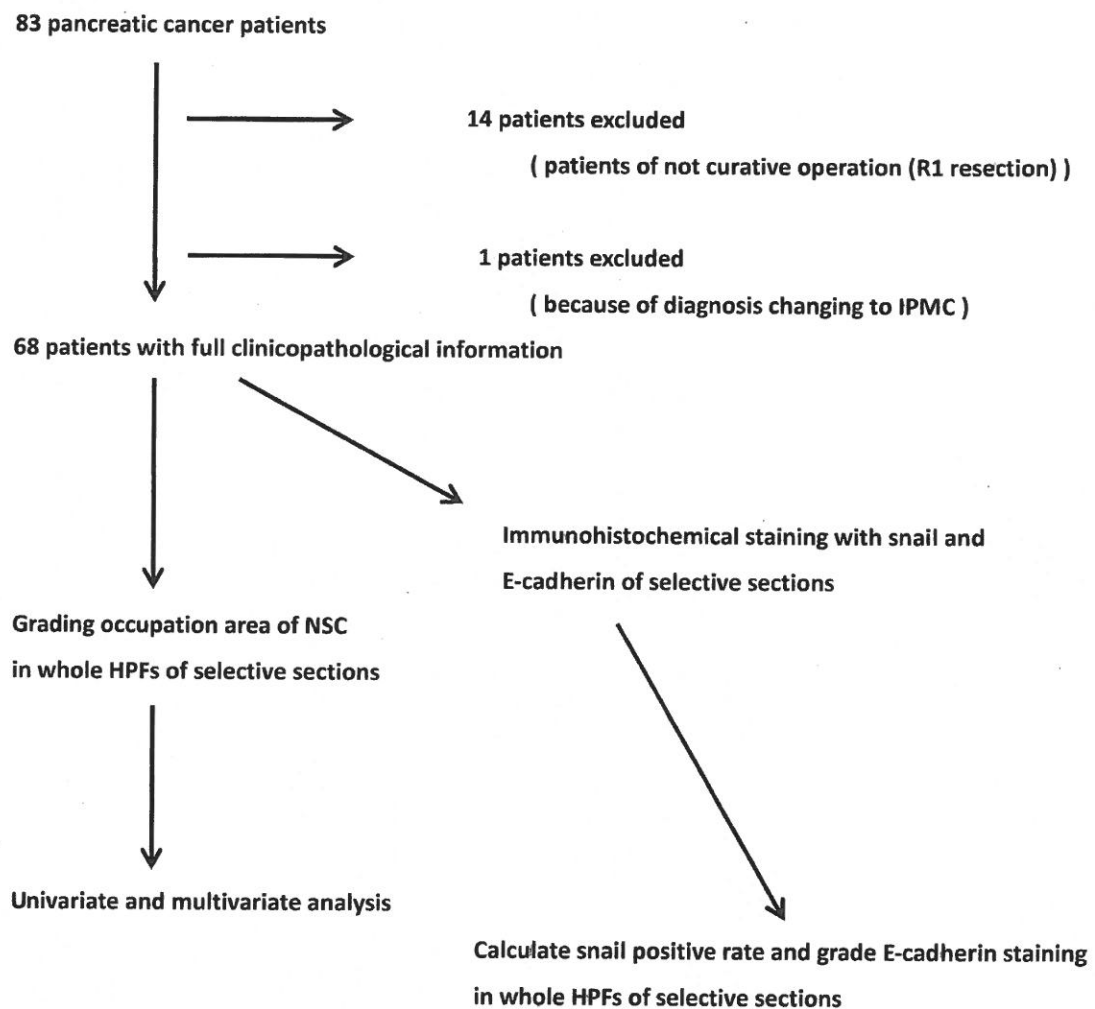 83 pancreatic cancer patients
14 patients excluded
( patients of not curative operation (R1 resection) )
1 patients excluded
( because of diagnosis changing to IPMC )
68 patients with full clinicopathological information
Immunohistochemical staining with snail and
E-cadherin of selective sections
Grading occupation area of NSC
in whole HPFs of selective sections
Univariate and multivariate analysis
Calculate snail positive rate and grade E-cadherin staining
in whole HPFs of selective sections